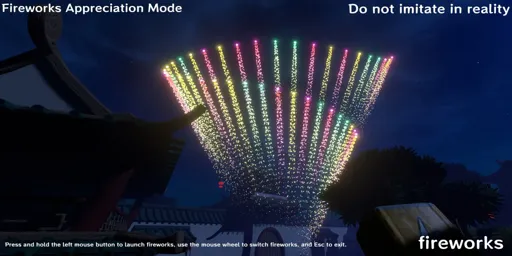 Fireworks Appreciation Mode
Do not imitate in reality
Press and hold the left mouse button to launch fireworks, use the mouse wheel to switch fireworks, and Esc to exit.
fireworks